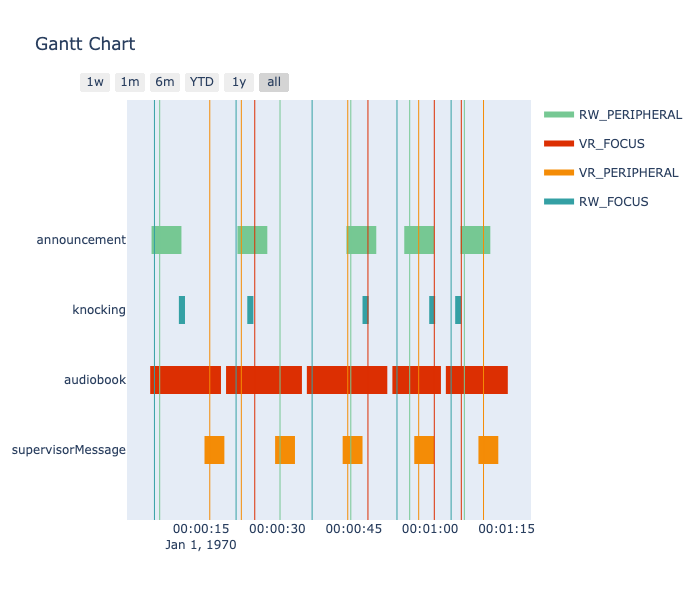 Gantt Chart
1w 1m 6m YTD 1y all
RW_PERIPHERAL
VR_FOCUS
VR_PERIPHERAL
RW_FOCUS
announcement
knocking
audiobook
supervisorMessage
00:00:15 00:00:30 00:00:45 00:01:00 00:01:15
Jan 1, 1970